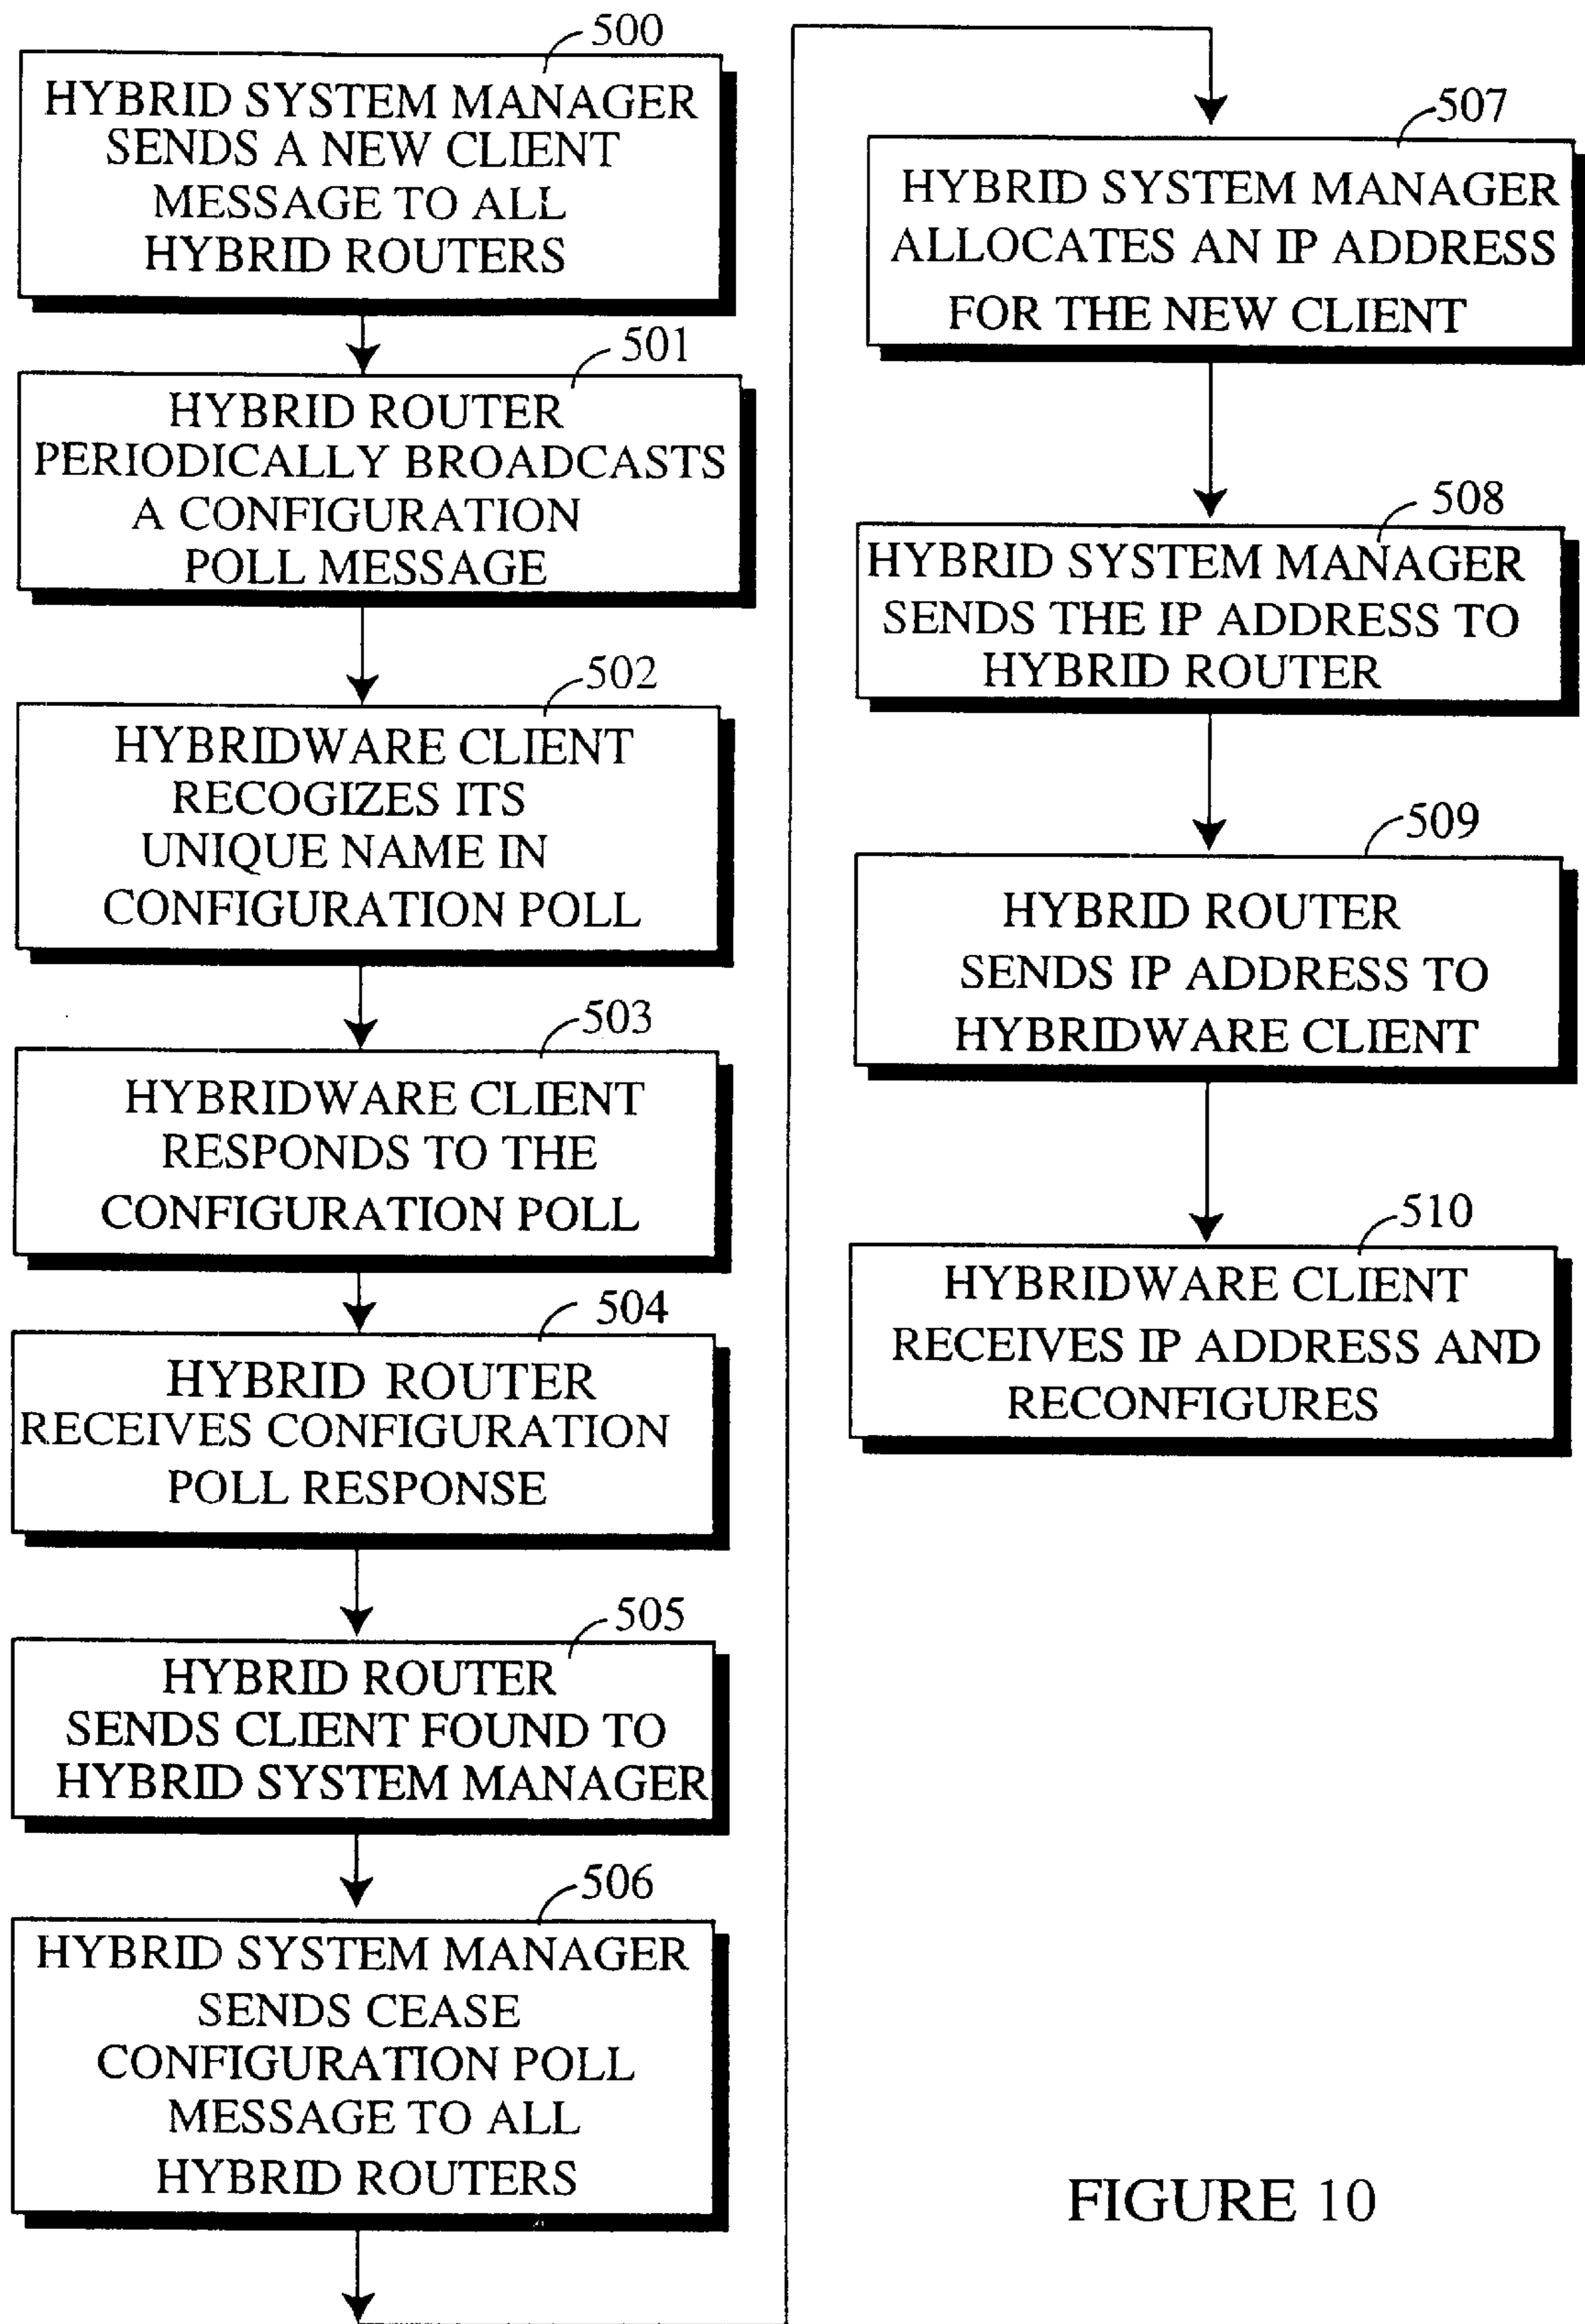 500
HYBRID SYSTEM MANAGER
SENDS A NEW CLIENT
MESSAGE TO ALL
HYBRID ROUTERS
501
HYBRID ROUTER
PERIODICALLY BROADCASTS
A CONFIGURATION
POLL MESSAGE
502
HYBRIDWARE CLIENT
RECOGIZES ITS
UNIQUE NAME IN
CONFIGURATION POLL
503
HYBRIDWARE CLIENT
RESPONDS TO THE
CONFIGURATION POLL
504
HYBRID ROUTER
RECEIVES CONFIGURATION
POLL RESPONSE
505
HYBRID ROUTER
SENDS CLIENT FOUND TO
HYBRID SYSTEM MANAGER
506
HYBRID SYSTEM MANAGER
SENDS CEASE
CONFIGURATION POLL
MESSAGE TO ALL
HYBRID ROUTERS
507
HYBRID SYSTEM MANAGER
ALLOCATES AN IP ADDRESS
FOR THE NEW CLIENT
508
HYBRID SYSTEM MANAGER
SENDS THE IP ADDRESS TO
HYBRID ROUTER
509
HYBRID ROUTER
SENDS IP ADDRESS TO
HYBRIDWARE CLIENT
510
HYBRIDWARE CLIENT
RECEIVES IP ADDRESS AND
RECONFIGURES
FIGURE 10